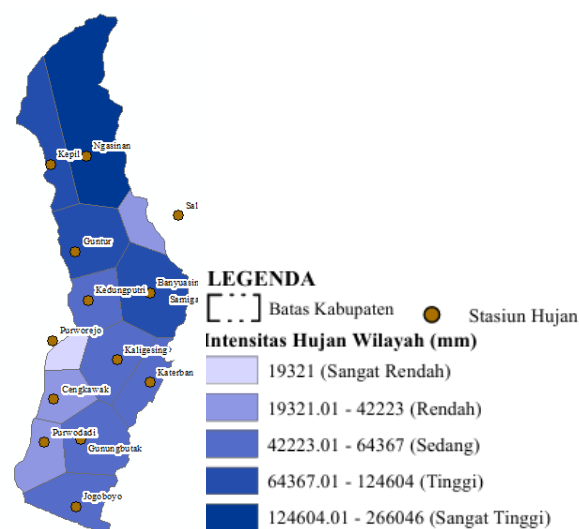 Ngasinan
Kepil
Sal
Guntur
Banyuasin
Kedungputri
Samiga
Purworejo
Kaligesing
Katerban
Cengkawak
Purwodadi
Gunungbutak
Jogoboyo
LEGENDA
Batas Kabupaten
Stasiun Hujan
Intensitas Hujan Wilayah (mm)
19321 (Sangat Rendah)
19321.01 - 42223 (Rendah)
42223.01 - 64367 (Sedang)
64367.01 - 124604 (Tinggi)
124604.01 - 266046 (Sangat Tinggi)